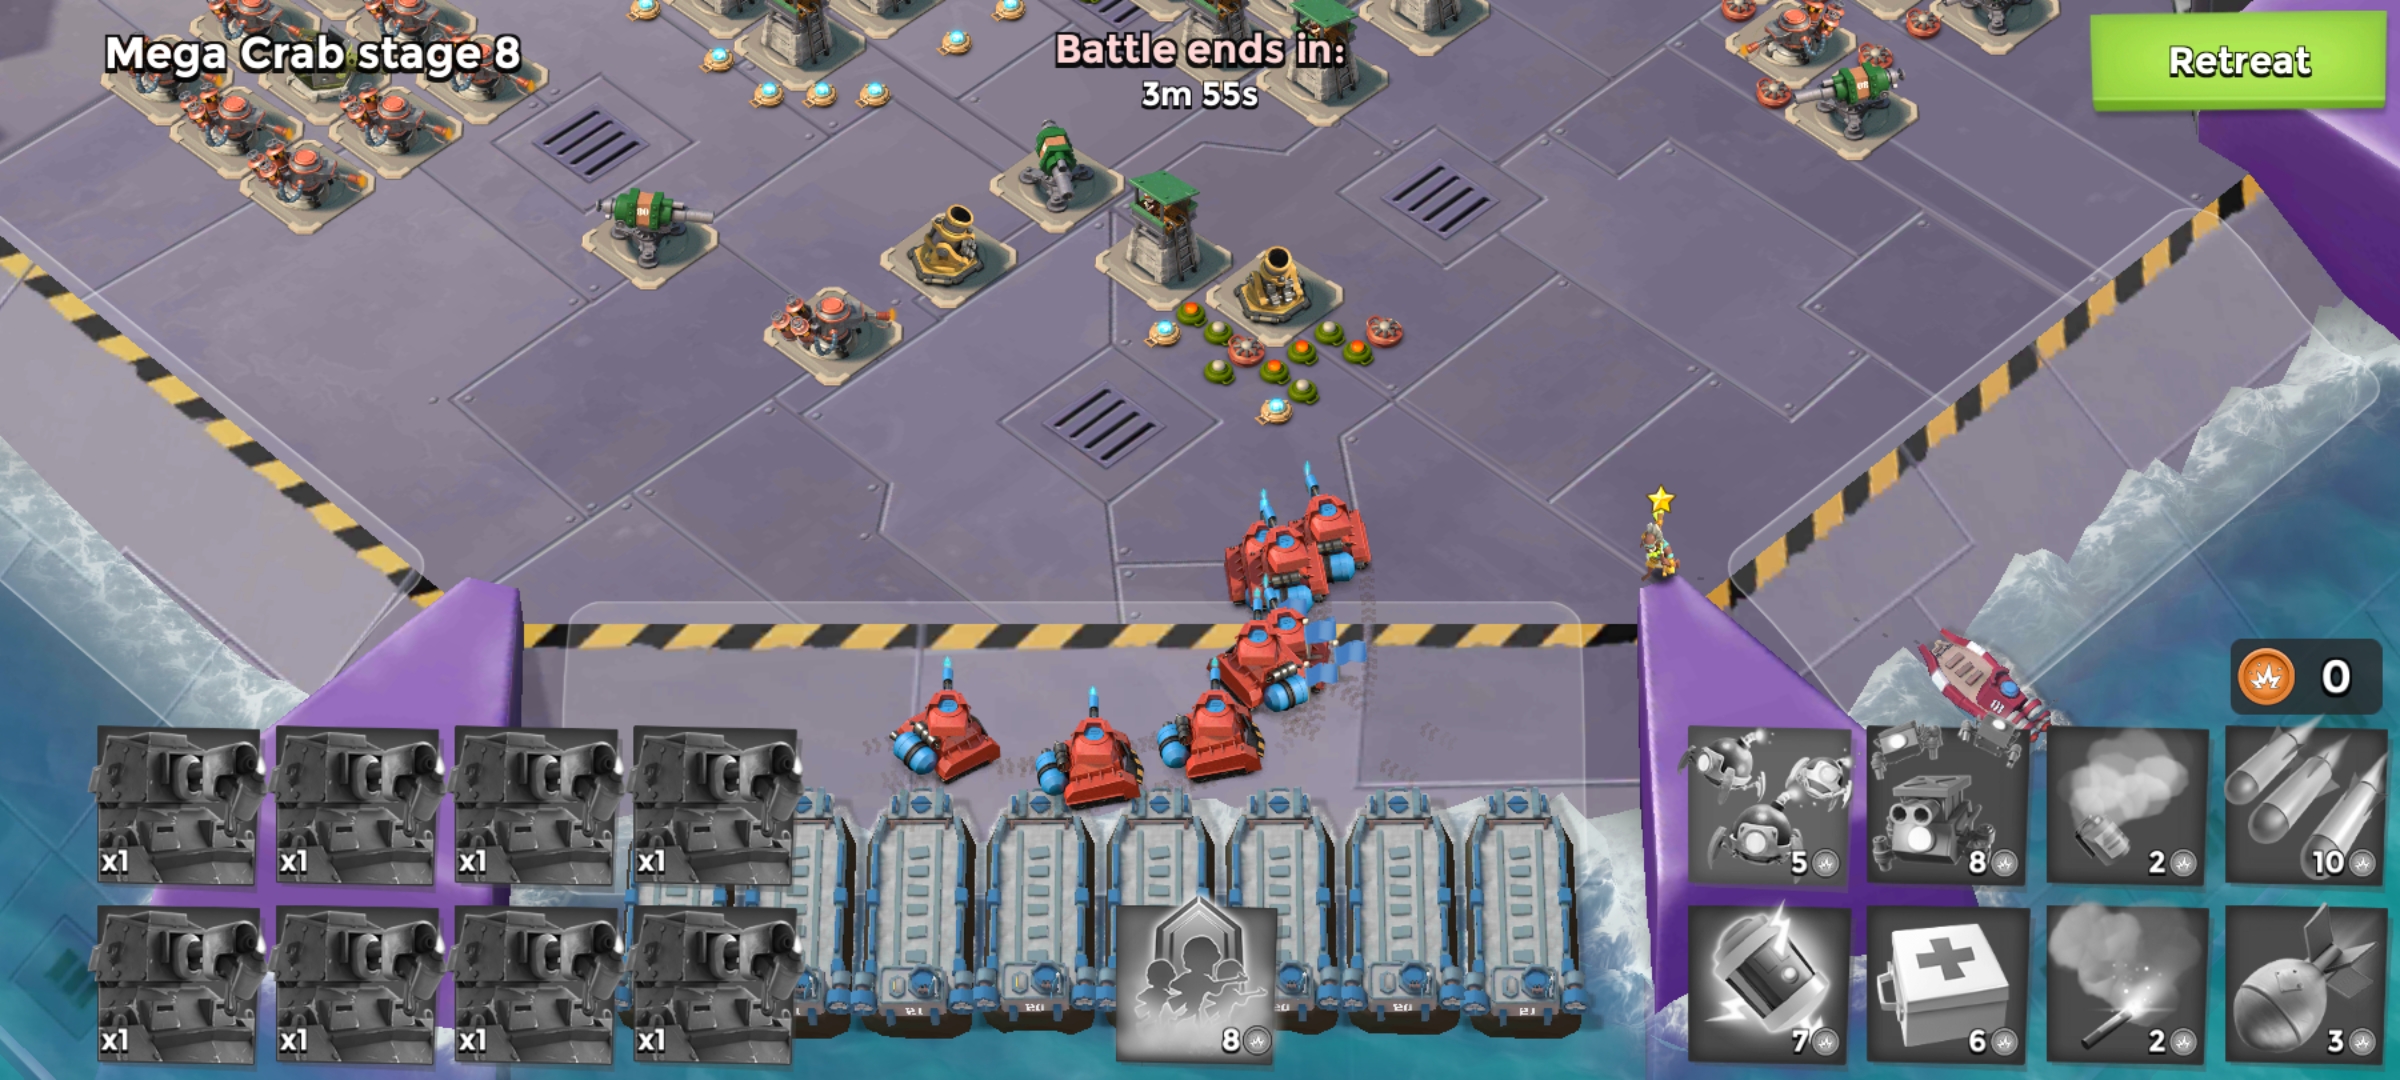 Mega Crab stage 8
Battle ends in:
3m 55s
Retreat
0
x1
x1
x1
x1
5
8
2
10
x1
x1
x1
x1
8
7
6
2
3